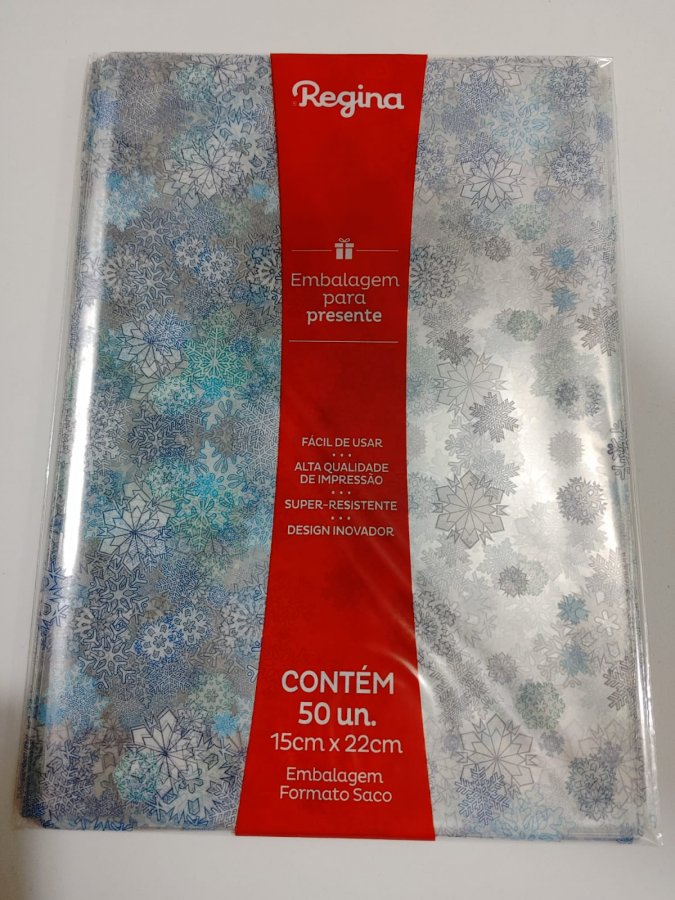 Regina
Embalagem
para
presente
FÁCIL DE USAR
ALTA QUALIDADE
DE IMPRESSÃO
SUPER-RESISTENTE
DESIGN INOVADOR
CONTÉM
50 un.
15cm x 22cm
Embalagem
Formato Saco